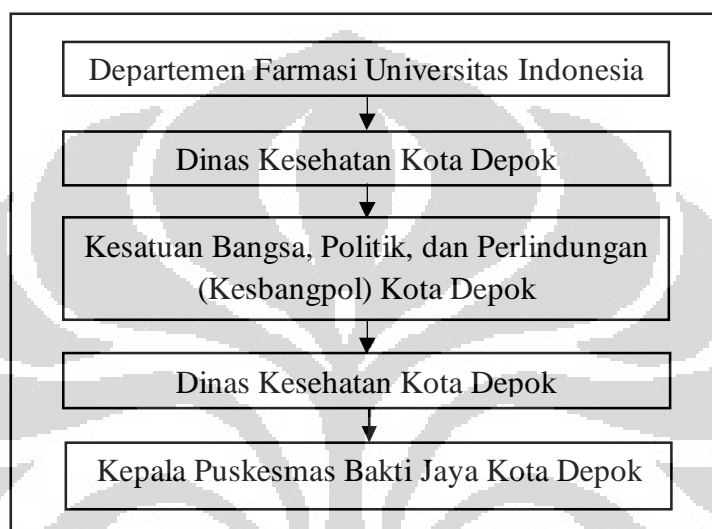 Departemen Farmasi Universitas Indonesia
Dinas Kesehatan Kota Depok
Kesatuan Bangsa, Politik, dan Perlindungan
(Kesbangpol) Kota Depok
Dinas Kesehatan Kota Depok
Kepala Puskesmas Bakti Jaya Kota Depok